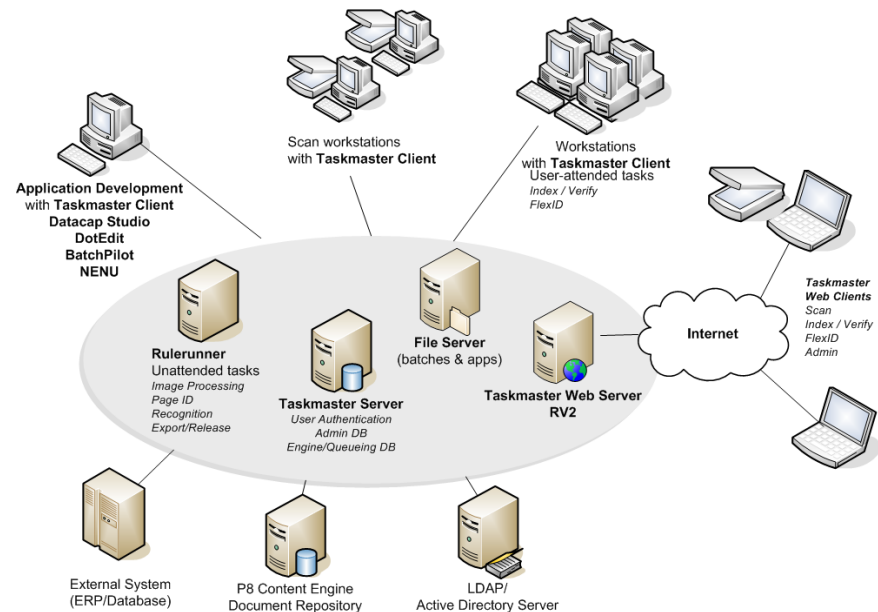 Scan workstations
with Taskmaster Client
Workstations
with Taskmaster Client
User-attended tasks
Index / Verify
FlexID
Application Development
with Taskmaster Client
Datacap Studio
DotEdit
BatchPilot
NENU
Rulerunner
Unattended tasks
Image Processing
Page ID
Recognition
Export/Release
Taskmaster Server
User Authentication
Admin DB
Engine/Queueing DB
File Server
(batches & apps)
Taskmaster Web Server
RV2
Internet
Taskmaster
Web Clients
Scan
Index / Verify
FlexID
Admin
External System
(ERP/Database)
P8 Content Engine
Document Repository
LDAP/
Active Directory Server